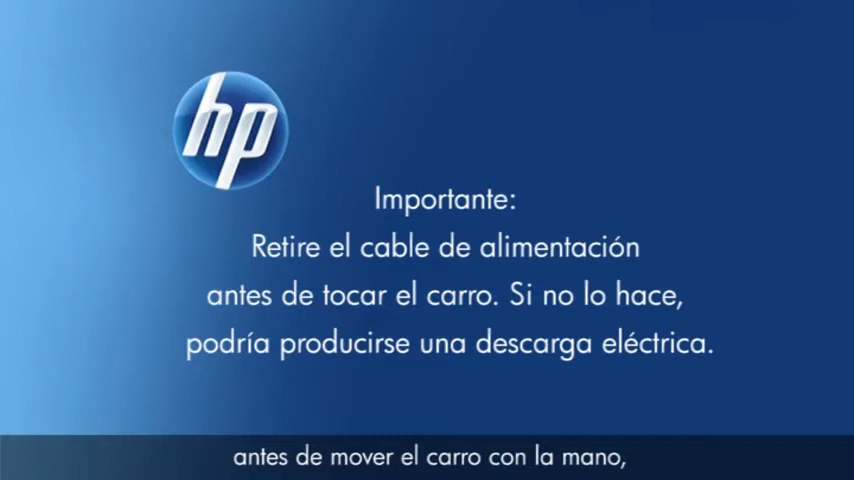 hp
Importante:
Retire el cable de alimentación
antes de tocar el carro. Si no lo hace,
podría producirse una descarga eléctrica.
antes de mover el carro con la mano,